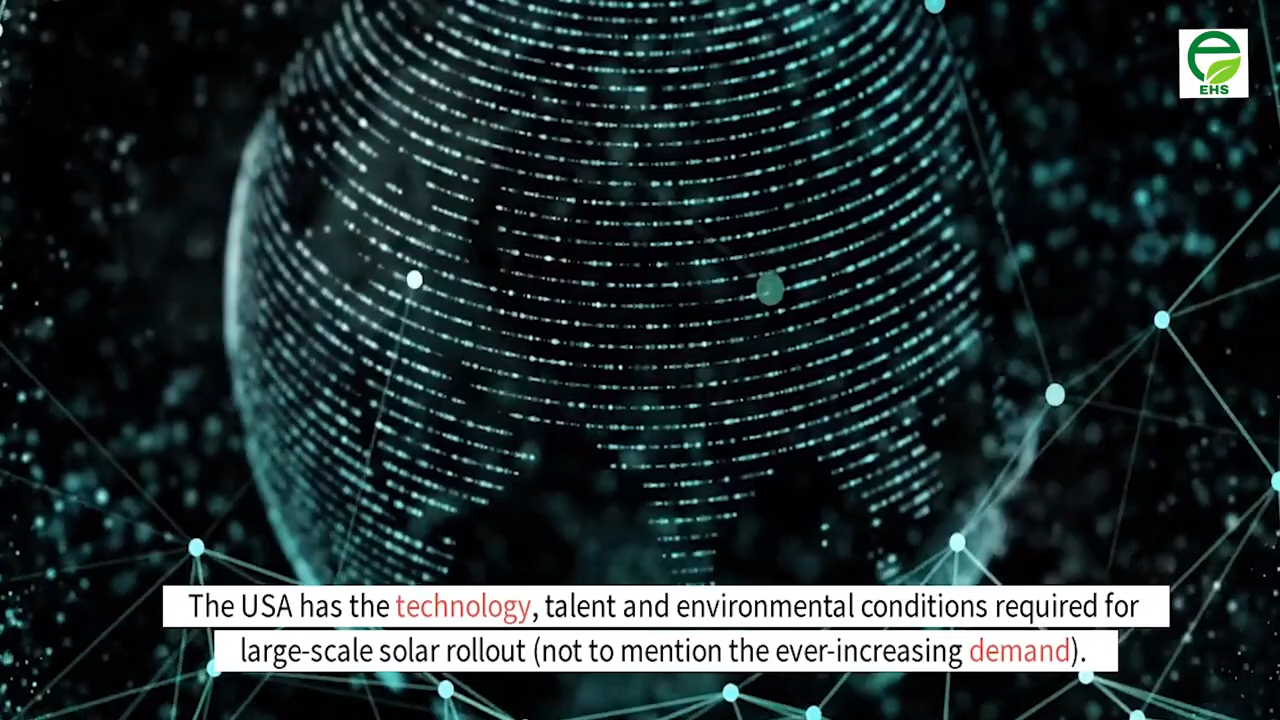 EHS
The USA has the technology, talent and environmental conditions required for
large-scale solar rollout (not to mention the ever-increasing demand).